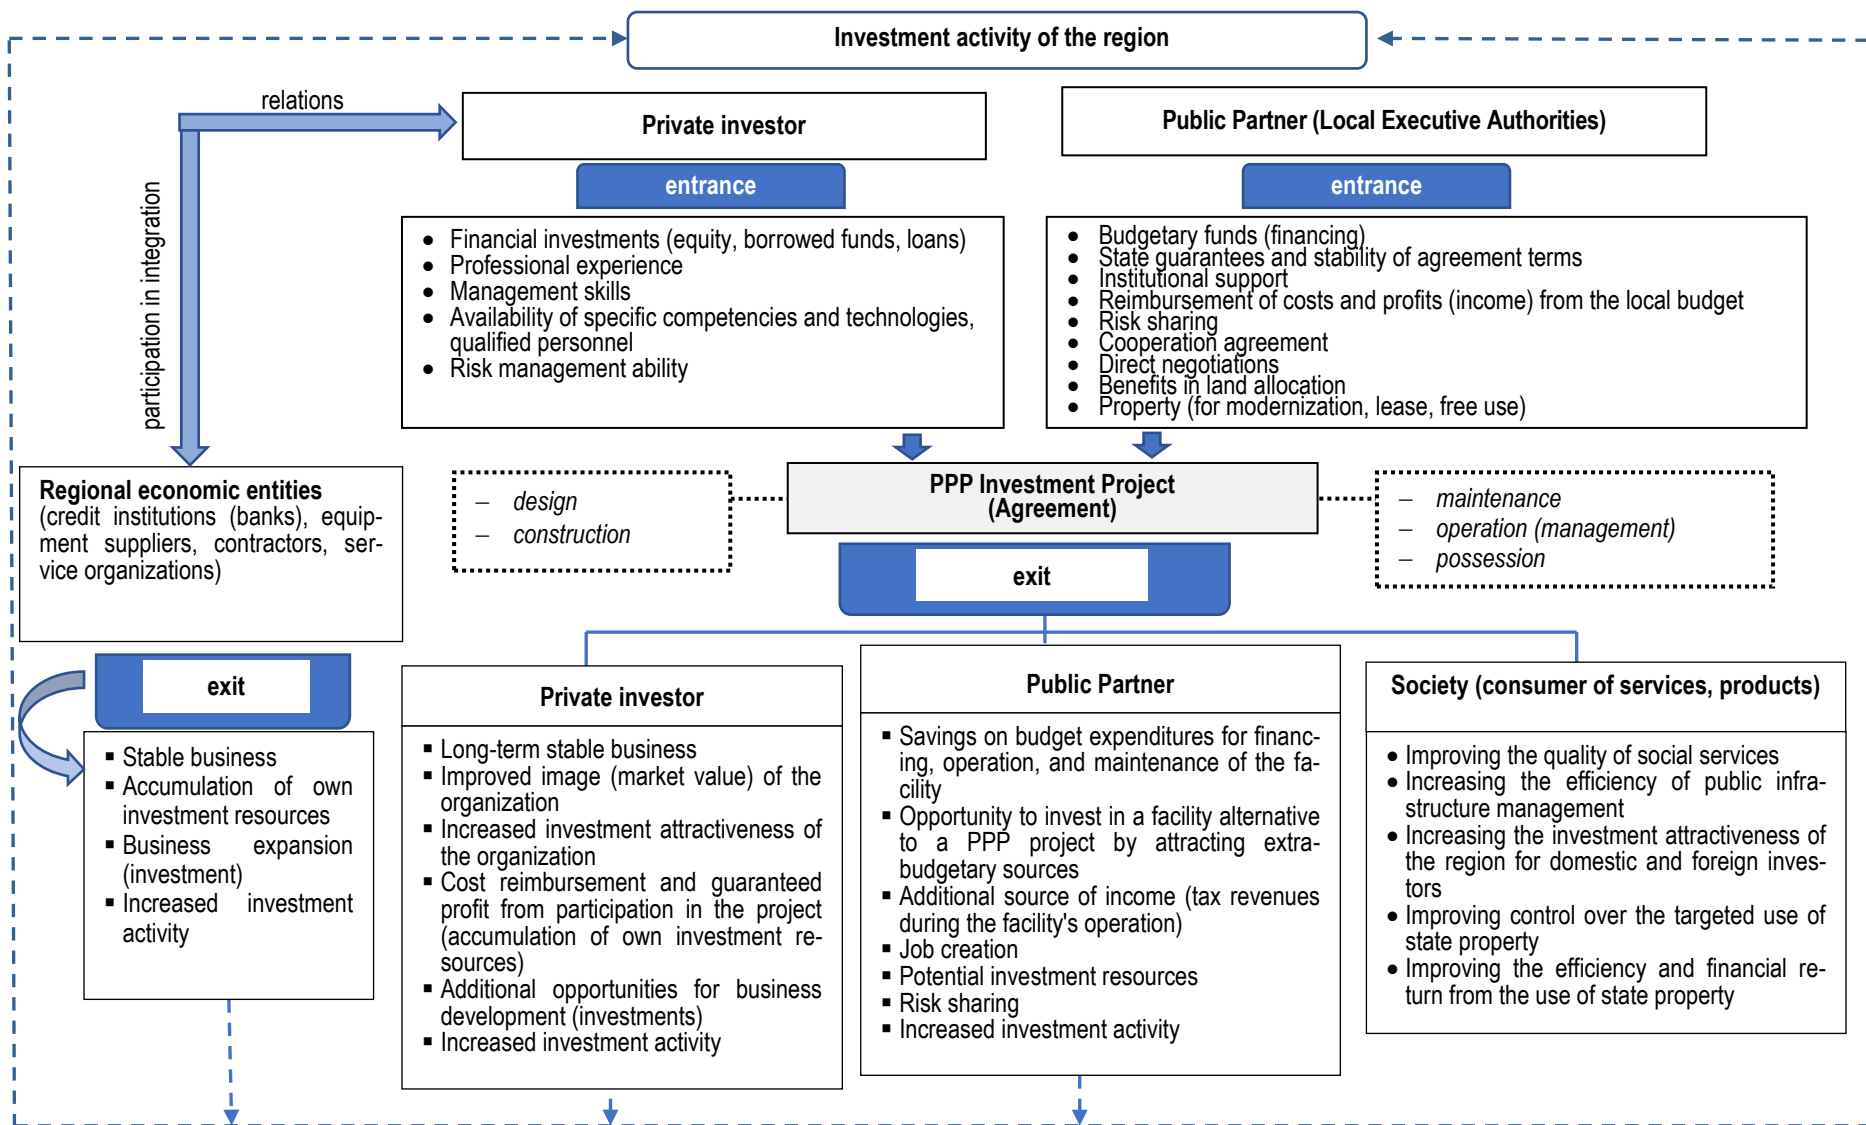 Investment activity of the region
relations
participation in integration
Private investor
Public Partner (Local Executive Authorities)
entrance
entrance
● Financial investments (equity, borrowed funds, loans)
● Professional experience
● Management skills
● Availability of specific competencies and technologies,
qualified personnel
● Risk management ability
● Budgetary funds (financing)
● State guarantees and stability of agreement terms
● Institutional support
● Reimbursement of costs and profits (income) from the local budget
● Risk sharing
● Cooperation agreement
● Direct negotiations
● Benefits in land allocation
● Property (for modernization, lease, free use)
Regional economic entities
(credit institutions (banks), equip-
ment suppliers, contractors, ser-
vice organizations)
– design
– construction
PPP Investment Project
(Agreement)
– maintenance
– operation (management)
– possession
exit
exit
▪ Stable business
▪ Accumulation of own
investment resources
▪ Business expansion
(investment)
▪ Increased investment
activity
Private investor
▪ Long-term stable business
▪ Improved image (market value) of the
organization
▪ Increased investment attractiveness of
the organization
▪ Cost reimbursement and guaranteed
profit from participation in the project
(accumulation of own investment re-
sources)
▪ Additional opportunities for business
development (investments)
▪ Increased investment activity
Public Partner
▪ Savings on budget expenditures for financ-
ing, operation, and maintenance of the fa-
cility
▪ Opportunity to invest in a facility alternative
to a PPP project by attracting extra-
budgetary sources
▪ Additional source of income (tax revenues
during the facility's operation)
▪ Job creation
▪ Potential investment resources
▪ Risk sharing
▪ Increased investment activity
Society (consumer of services, products)
● Improving the quality of social services
● Increasing the efficiency of public infra-
structure management
● Increasing the investment attractiveness of
the region for domestic and foreign inves-
tors
● Improving control over the targeted use of
state property
● Improving the efficiency and financial re-
turn from the use of state property